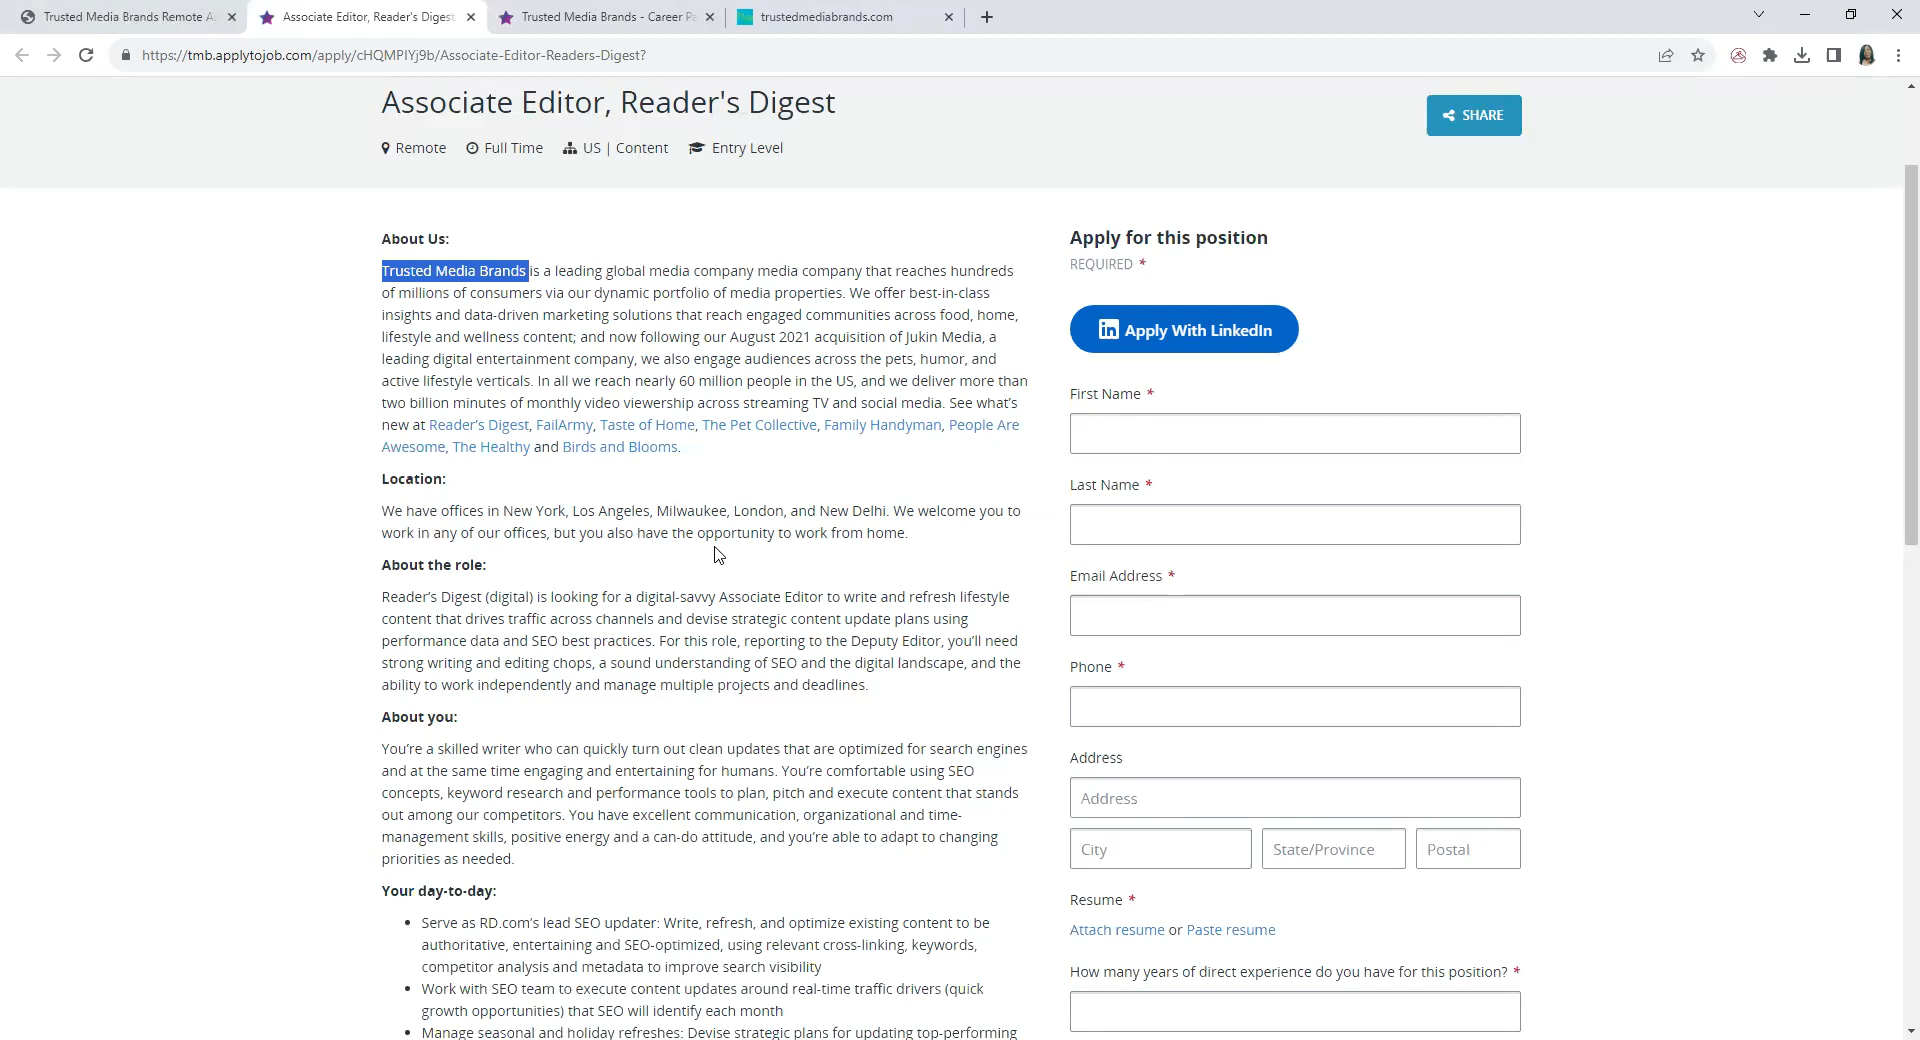 Trusted Media Brands Remote A
Associate Editor, Reader's Digest
Trusted Media Brands - Career Pa
trustedmediabrands.com
https://tmb.applytojob.com/apply/cHQMPIYj9b/Associate-Editor-Readers-Digest?
Associate Editor, Reader's Digest
SHARE
Remote Full Time US | Content Entry Level
About Us:
Trusted Media Brands is a leading global media company media company that reaches hundreds
of millions of consumers via our dynamic portfolio of media properties. We offer best-in-class
insights and data-driven marketing solutions that reach engaged communities across food, home,
lifestyle and wellness content; and now following our August 2021 acquisition of Jukin Media, a
leading digital entertainment company, we also engage audiences across the pets, humor, and
active lifestyle verticals. In all we reach nearly 60 million people in the US, and we deliver more than
two billion minutes of monthly video viewership across streaming TV and social media. See what's
new at Reader's Digest, FailArmy, Taste of Home, The Pet Collective, Family Handyman, People Are
Awesome, The Healthy and Birds and Blooms.
Location:
We have offices in New York, Los Angeles, Milwaukee, London, and New Delhi. We welcome you to
work in any of our offices, but you also have the opportunity to work from home.
About the role:
Reader's Digest (digital) is looking for a digital-savvy Associate Editor to write and refresh lifestyle
content that drives traffic across channels and devise strategic content update plans using
performance data and SEO best practices. For this role, reporting to the Deputy Editor, you'll need
strong writing and editing chops, a sound understanding of SEO and the digital landscape, and the
ability to work independently and manage multiple projects and deadlines.
About you:
You're a skilled writer who can quickly turn out clean updates that are optimized for search engines
and at the same time engaging and entertaining for humans. You're comfortable using SEO
concepts, keyword research and performance tools to plan, pitch and execute content that stands
out among our competitors. You have excellent communication, organizational and time-
management skills, positive energy and a can-do attitude, and you're able to adapt to changing
priorities as needed.
Your day-to-day:
• Serve as RD.com's lead SEO updater: Write, refresh, and optimize existing content to be
authoritative, entertaining and SEO-optimized, using relevant cross-linking, keywords,
competitor analysis and metadata to improve search visibility
• Work with SEO team to execute content updates around real-time traffic drivers (quick
growth opportunities) that SEO will identify each month
• Manage seasonal and holiday refreshes: Devise strategic plans for updating top-performing
Apply for this position
REQUIRED *
in Apply With LinkedIn
First Name *
Last Name *
Email Address *
Phone *
Address
Address
City State/Province Postal
Resume *
Attach resume or Paste resume
How many years of direct experience do you have for this position? *